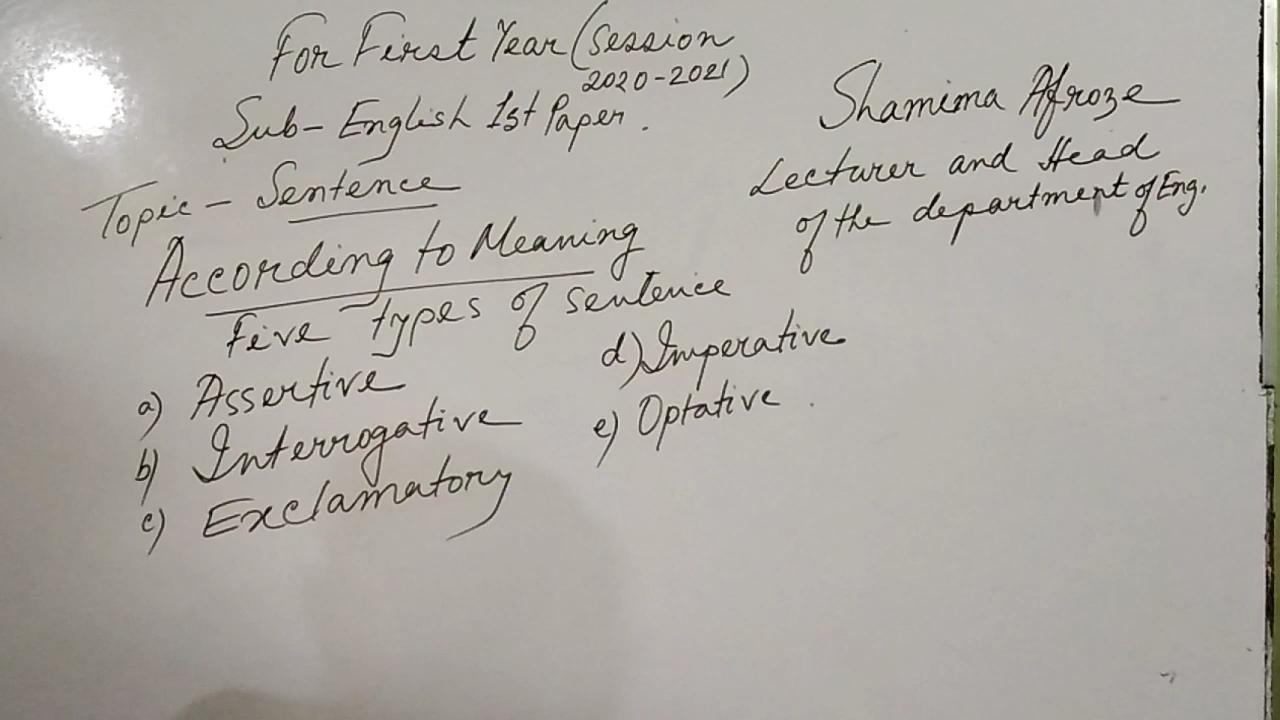 For First Year (Session
2020-2021)
Sub- English 1st Paper.
Topic - Sentence
Shamima Afroze
Lecturer and Head
of the department of Eng.
According to Meaning
Five types of sentence
a) Assertive
b) Interrogative
c) Exclamatory
d) Imperative
e) Optative